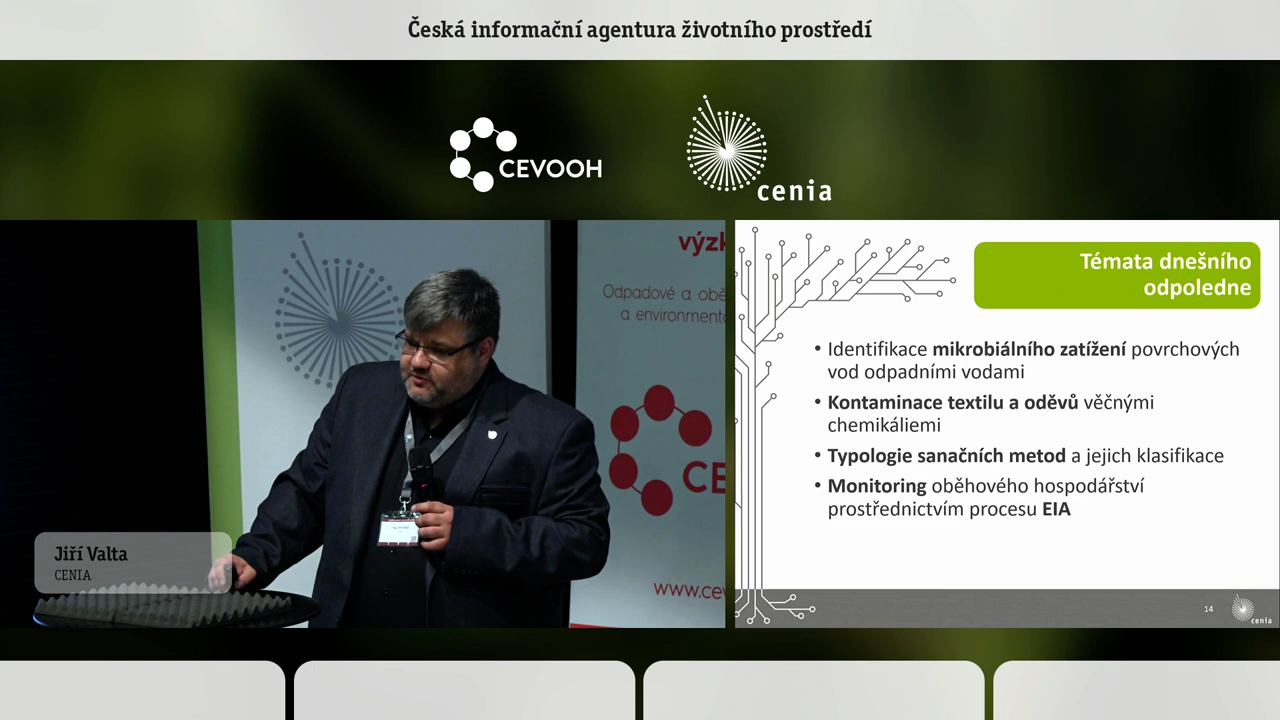 Česká informační agentura životního prostředí
CEVOOH
cenia
výzk
Odpadové a obě
a environmento
CE
www.cev
Jiří Valta
CENIA
Témata dnešního
odpoledne
• Identifikace mikrobiálního zatížení povrchových
vod odpadními vodami
• Kontaminace textilu a oděvů věčnými
chemikáliemi
• Typologie sanačních metod a jejich klasifikace
• Monitoring oběhového hospodářství
prostřednictvím procesu EIA
14
cenia